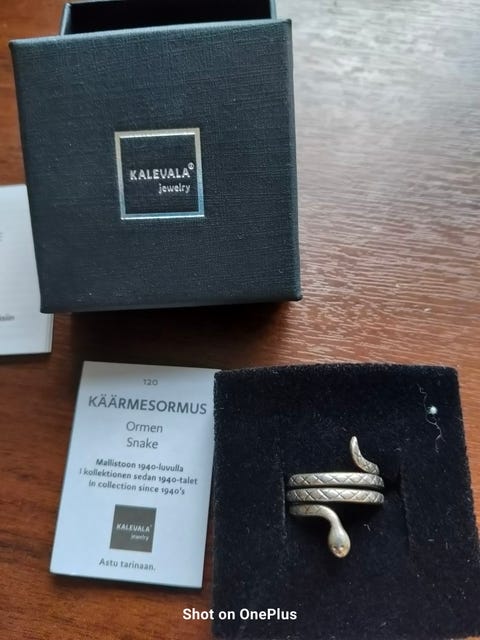 KALEVALA
jewelry
120
KÄÄRMESORMUS
Ormen
Snake
Mallistoon 1940-luvulla
I kollektionen sedan 1940-talet
In collection since 1940's
KALEVALA
jewelry
Astu tarinaan.
Shot on OnePlus